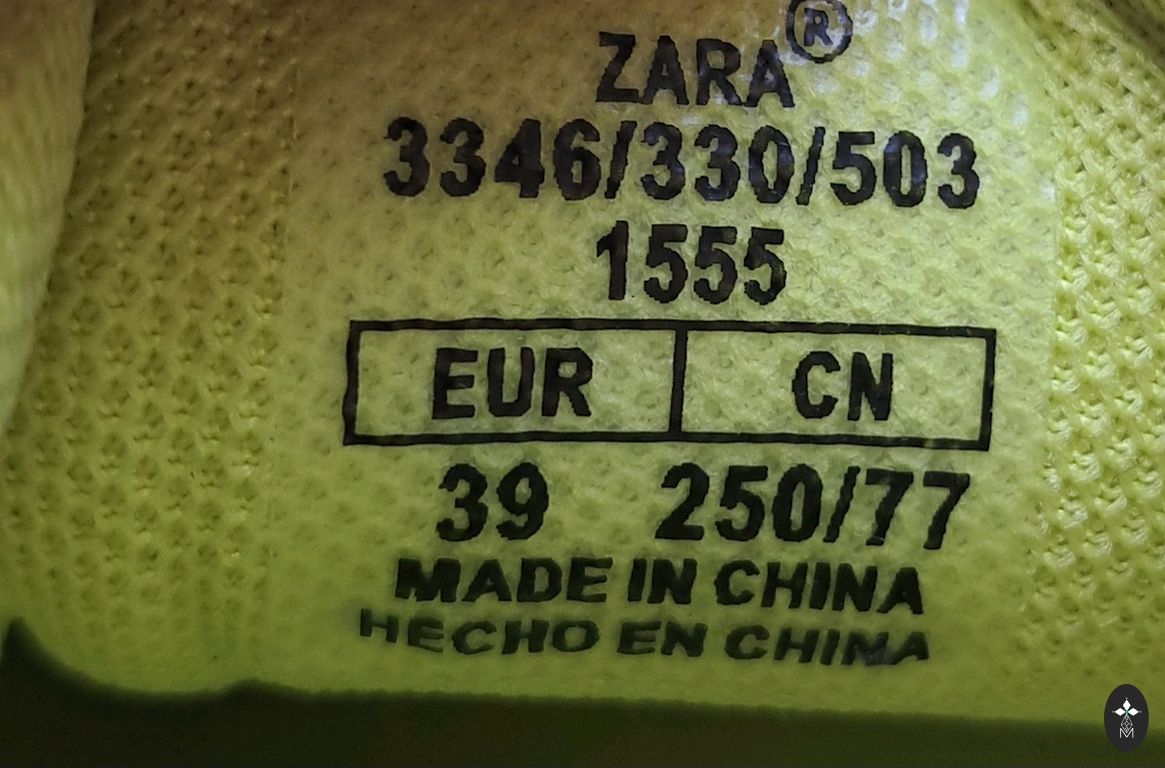 ZARA®
3346/330/503
1555
EUR CN
39 250/77
MADE IN CHINA
HECHO EN CHINA
M